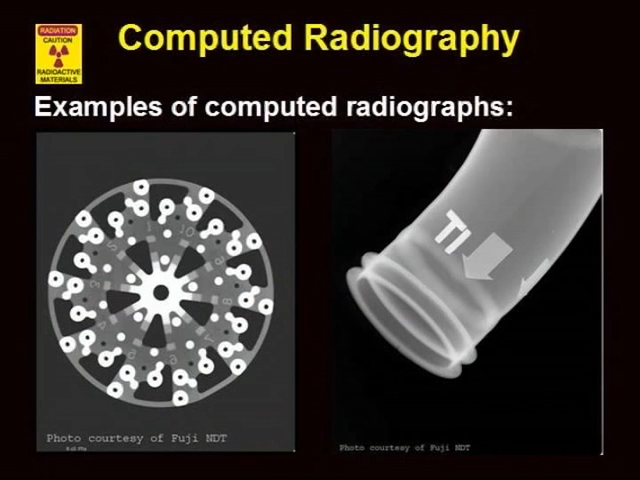 RADIATION
CAUTION
RADIOACTIVE
MATERIALS
Computed Radiography
Examples of computed radiographs:
TI
Photo courtesy of Fuji NDT
Photo courtesy of Fuji NDT